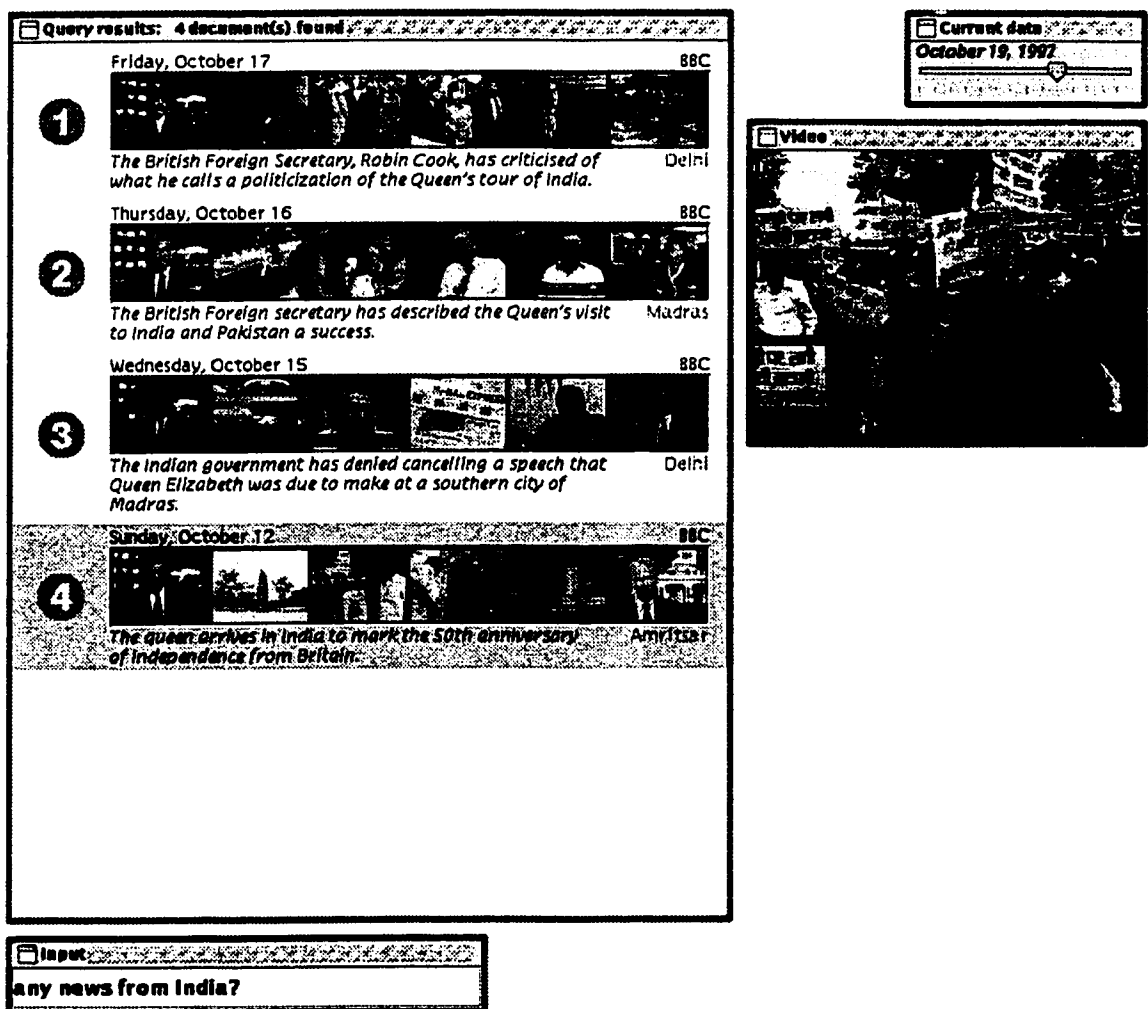 Query results: 4 document(s) found
Friday, October 17 BBC
1
The British Foreign Secretary, Robin Cook, has criticised of Delhi
what he calls a politicization of the Queen's tour of India.
Thursday, October 16 BBC
2
The British Foreign secretary has described the Queen's visit Madras
to India and Pakistan a success.
Wednesday, October 15 BBC
3
The Indian government has denied cancelling a speech that Delhi
Queen Elizabeth was due to make at a southern city of
Madras.
Sunday, October 12 BBC
4
The queen arrives in India to mark the 50th anniversary Amritsar
of independence from Britain.
Current date
October 19, 1997
Video
Input
any news from India?